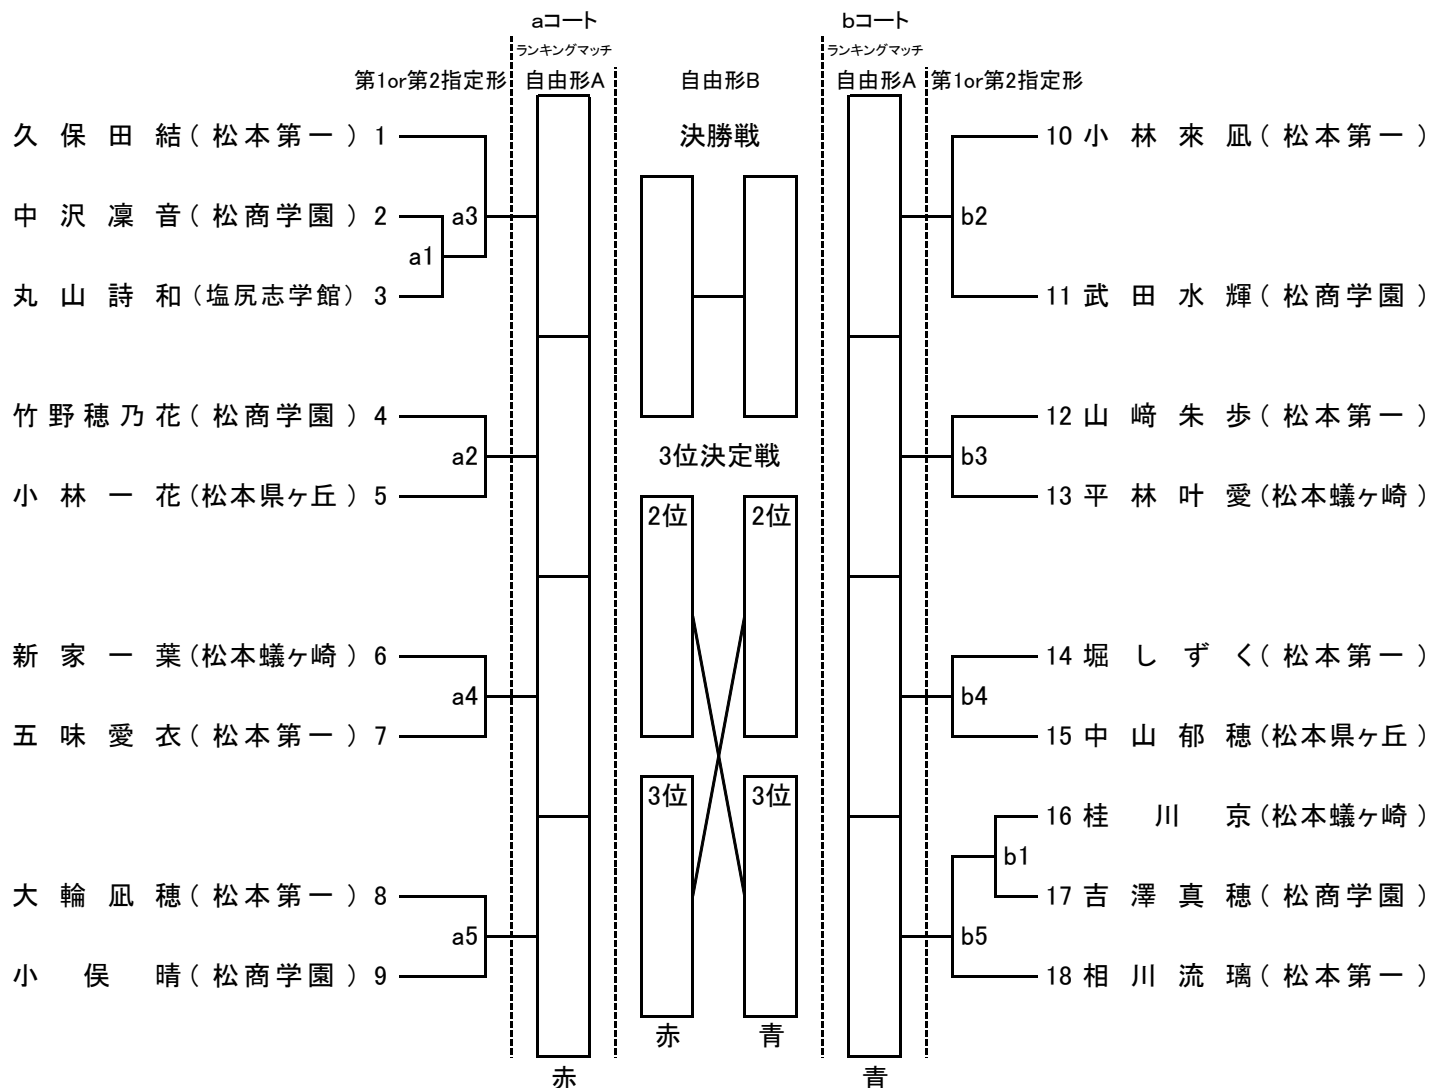 aコート
bコート
ランキングマッチ
ランキングマッチ
第1or第2指定形
自由形A
自由形B
自由形A
第1or第2指定形
決勝戦
久保田結(松本第一) 1
中沢凜音(松商学園) 2
丸山詩和(塩尻志学館) 3
a3
a1
竹野穂乃花(松商学園) 4
小林一花(松本県ヶ丘) 5
a2
新家一葉(松本蟻ヶ崎) 6
五味愛衣(松本第一) 7
a4
大輪凪穂(松本第一) 8
小俣晴(松商学園) 9
a5
赤
3位決定戦
2位
2位
3位
3位
赤
青
10 小林來凪(松本第一)
11 武田水輝(松商学園)
b2
12 山﨑朱歩(松本第一)
13 平林叶愛(松本蟻ヶ崎)
b3
14 堀しずく(松本第一)
15 中山郁穂(松本県ヶ丘)
b4
16 桂川京(松本蟻ヶ崎)
17 吉澤真穂(松商学園)
b1
18 相川流璃(松本第一)
b5
青